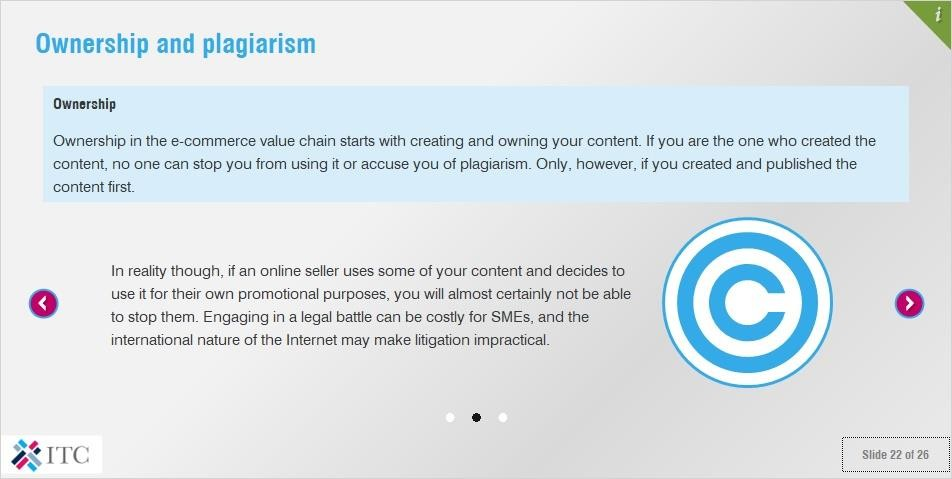 i
Ownership and plagiarism
Ownership
Ownership in the e-commerce value chain starts with creating and owning your content. If you are the one who created the
content, no one can stop you from using it or accuse you of plagiarism. Only, however, if you created and published the
content first.
In reality though, if an online seller uses some of your content and decides to
use it for their own promotional purposes, you will almost certainly not be able
to stop them. Engaging in a legal battle can be costly for SMEs, and the
international nature of the Internet may make litigation impractical.
ITC
Slide 22 of 26